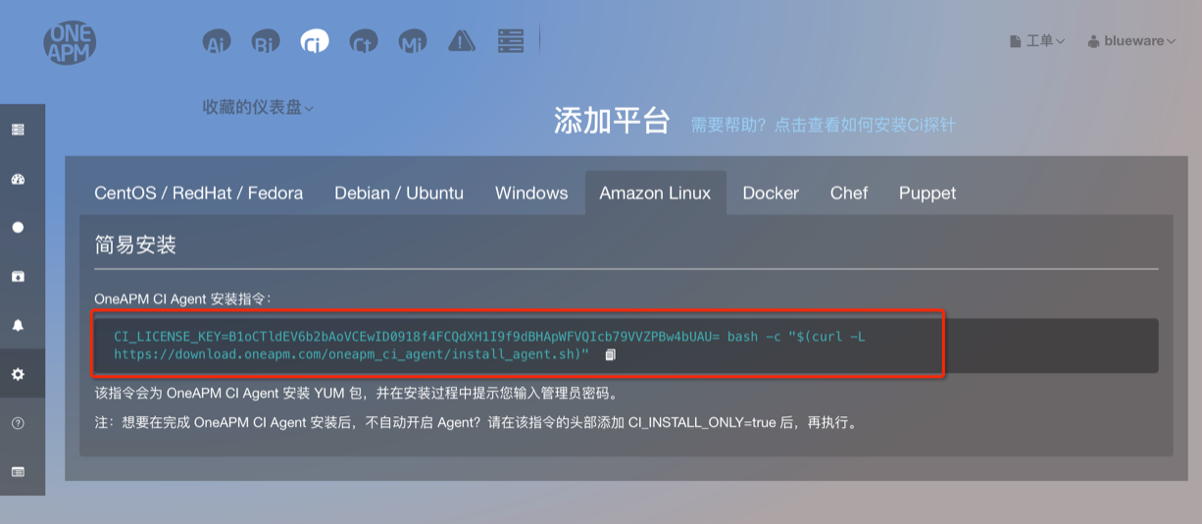 ONE APM
Ai Bi Ci Ct Mi
工单 blueware
收藏的仪表盘
添加平台 需要帮助？点击查看如何安装Ci探针
CentOS / RedHat / Fedora Debian / Ubuntu Windows Amazon Linux Docker Chef Puppet
简易安装
OneAPM CI Agent 安装指令：
CI_LICENSE_KEY=B1oCTldEV6b2bAoVCEwID0918f4FCQdXH1I9f9dBHApWFVQIcb79VVZPBw4bUAU= bash -c "$(curl -L
https://download.oneapm.com/oneapm_ci_agent/install_agent.sh)"
该指令会为 OneAPM CI Agent 安装 YUM 包，并在安装过程中提示您输入管理员密码。
注：想要在完成 OneAPM CI Agent 安装后，不自动开启 Agent？请在该指令的头部添加 CI_INSTALL_ONLY=true 后，再执行。